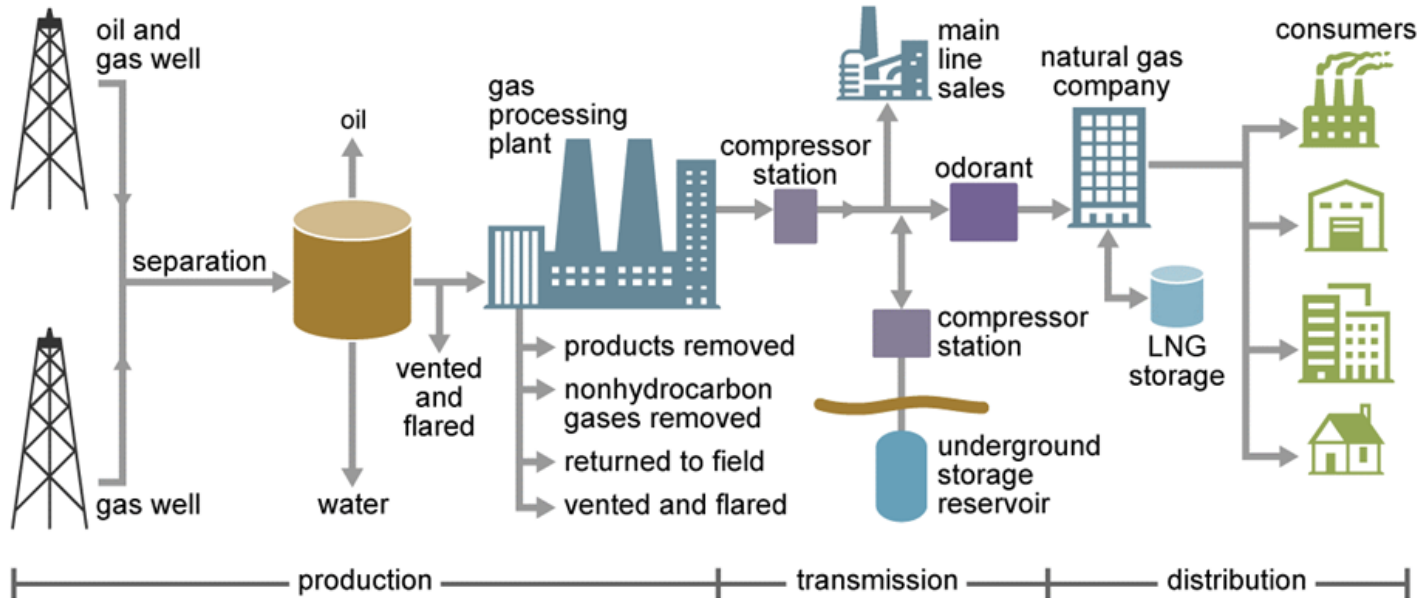 oil and
gas well
oil
separation
gas well
water
vented
and
flared
gas
processing
plant
products removed
nonhydrocarbon
gases removed
returned to field
vented and flared
compressor
station
main
line
sales
odorant
compressor
station
underground
storage
reservoir
natural gas
company
LNG
storage
consumers
production
transmission
distribution